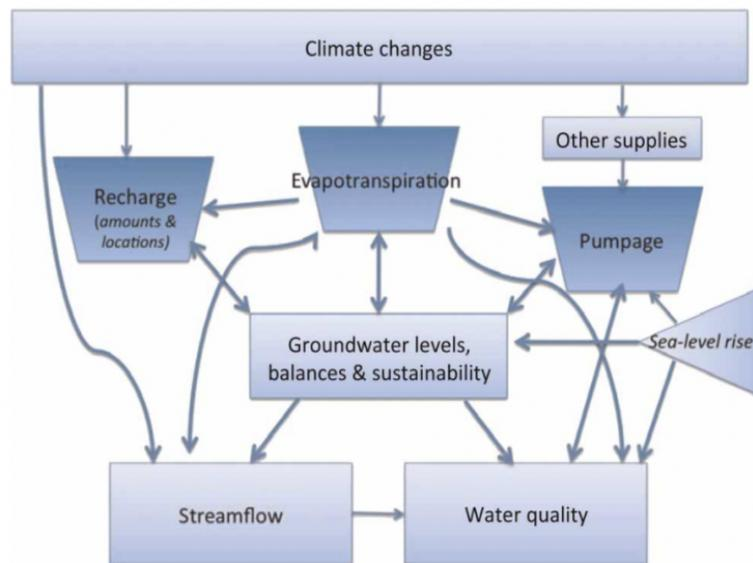 Climate changes
Other supplies
Evapotranspiration
Recharge
(amounts &
locations)
Pumpage
Groundwater levels,
balances & sustainability
Sea-level rise
Streamflow
Water quality